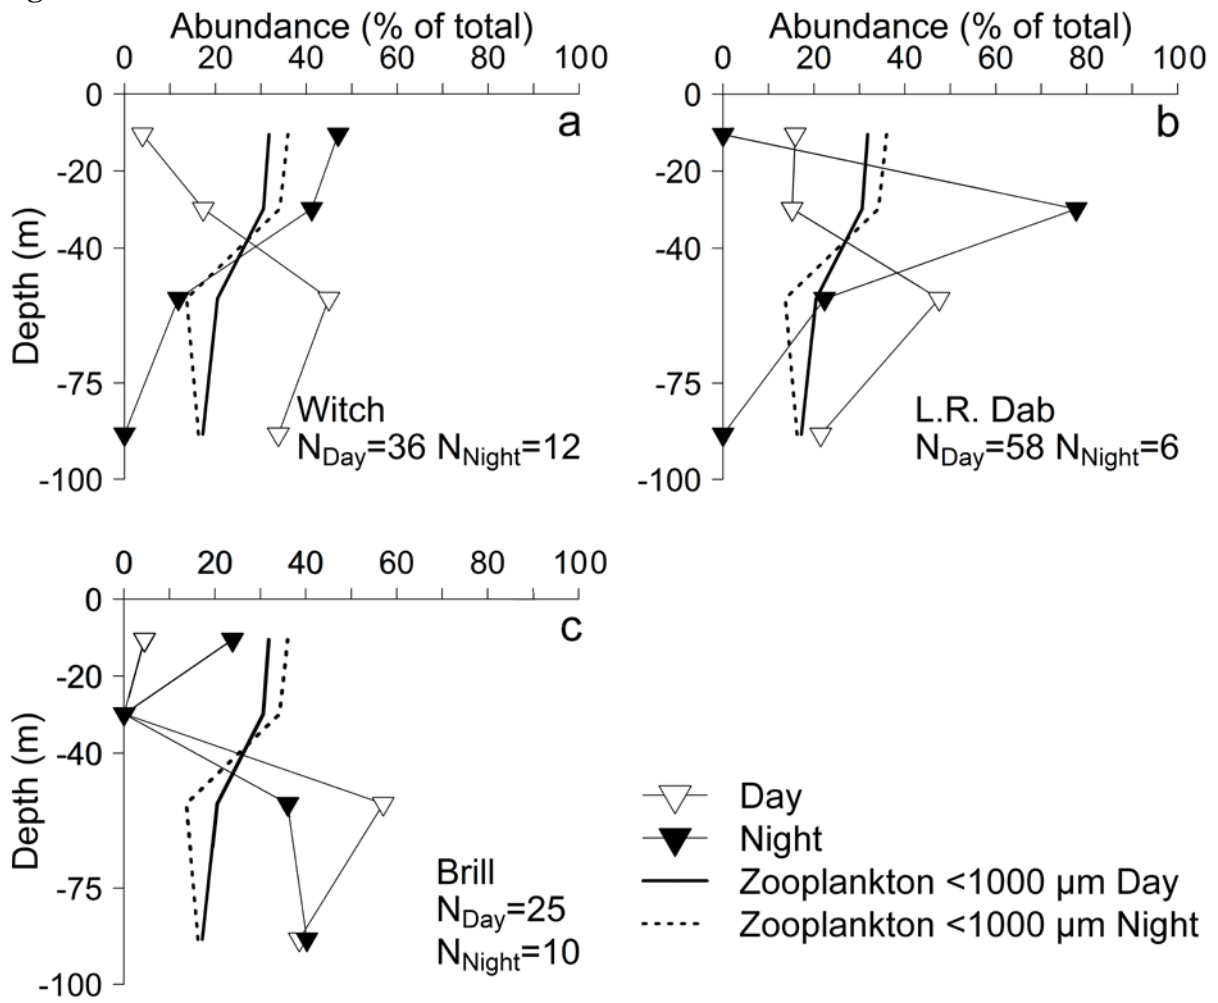 Abundance (% of total)
0 20 40 60 80 100
0
-20
-40
-75
-100
Depth (m)
a
Witch
NDay=36 NNight=12
Abundance (% of total)
0 20 40 60 80 100
0
-20
-40
-75
-100
b
L.R. Dab
NDay=58 NNight=6
0 20 40 60 80 100
0
-20
-40
-75
-100
Depth (m)
c
Brill
NDay=25
NNight=10
Day
Night
Zooplankton <1000 µm Day
Zooplankton <1000 µm Night